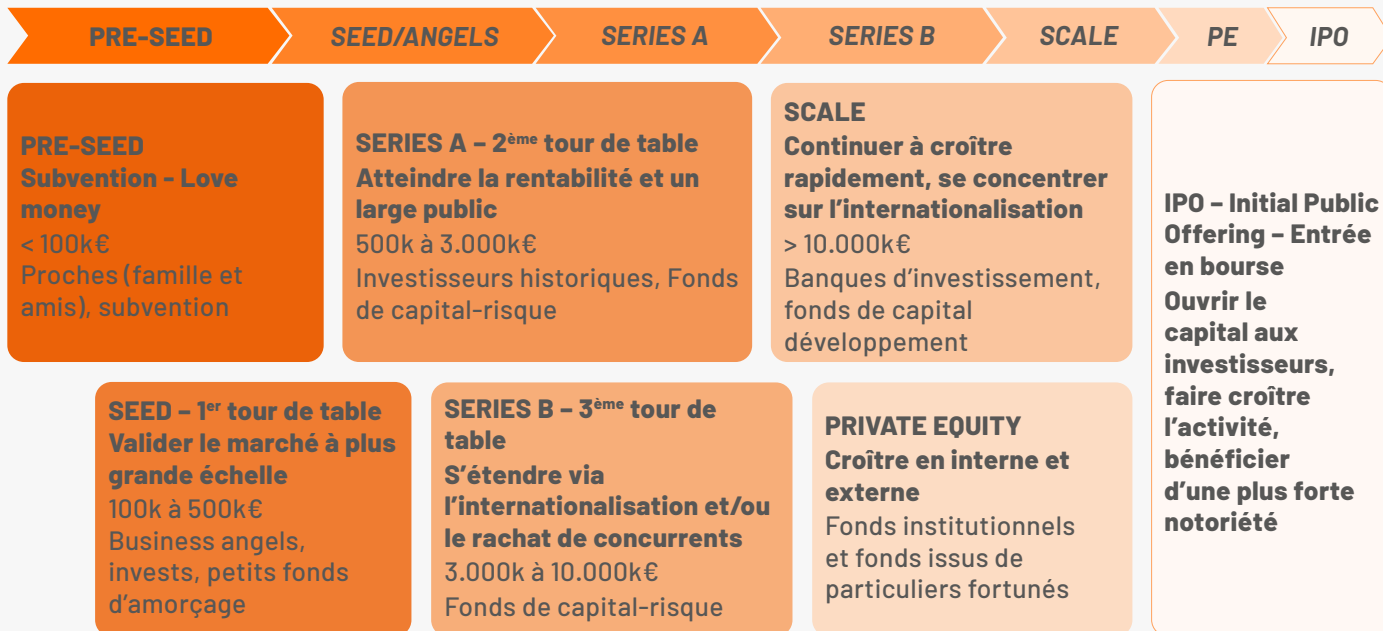 PRE-SEED
SEED/ANGELS
SERIES A
SERIES B
SCALE
PE
IPO
PRE-SEED
Subvention - Love
money
< 100k€
Proches (famille et
amis), subvention
SERIES A – 2ème tour de table
Atteindre la rentabilité et un
large public
500k à 3.000k€
Investisseurs historiques, Fonds
de capital-risque
SCALE
Continuer à croître
rapidement, se concentrer
sur l’internationalisation
> 10.000k€
Banques d’investissement,
fonds de capital
développement
SEED – 1er tour de table
Valider le marché à plus
grande échelle
100k à 500k€
Business angels,
invests, petits fonds
d’amorçage
SERIES B – 3ème tour de
table
S’étendre via
l’internationalisation et/ou
le rachat de concurrents
3.000k à 10.000k€
Fonds de capital-risque
PRIVATE EQUITY
Croître en interne et
externe
Fonds institutionnels
et fonds issus de
particuliers fortunés
IPO – Initial Public
Offering – Entrée
en bourse
Ouvrir le
capital aux
investisseurs,
faire croître
l’activité,
bénéficier
d’une plus forte
notoriété